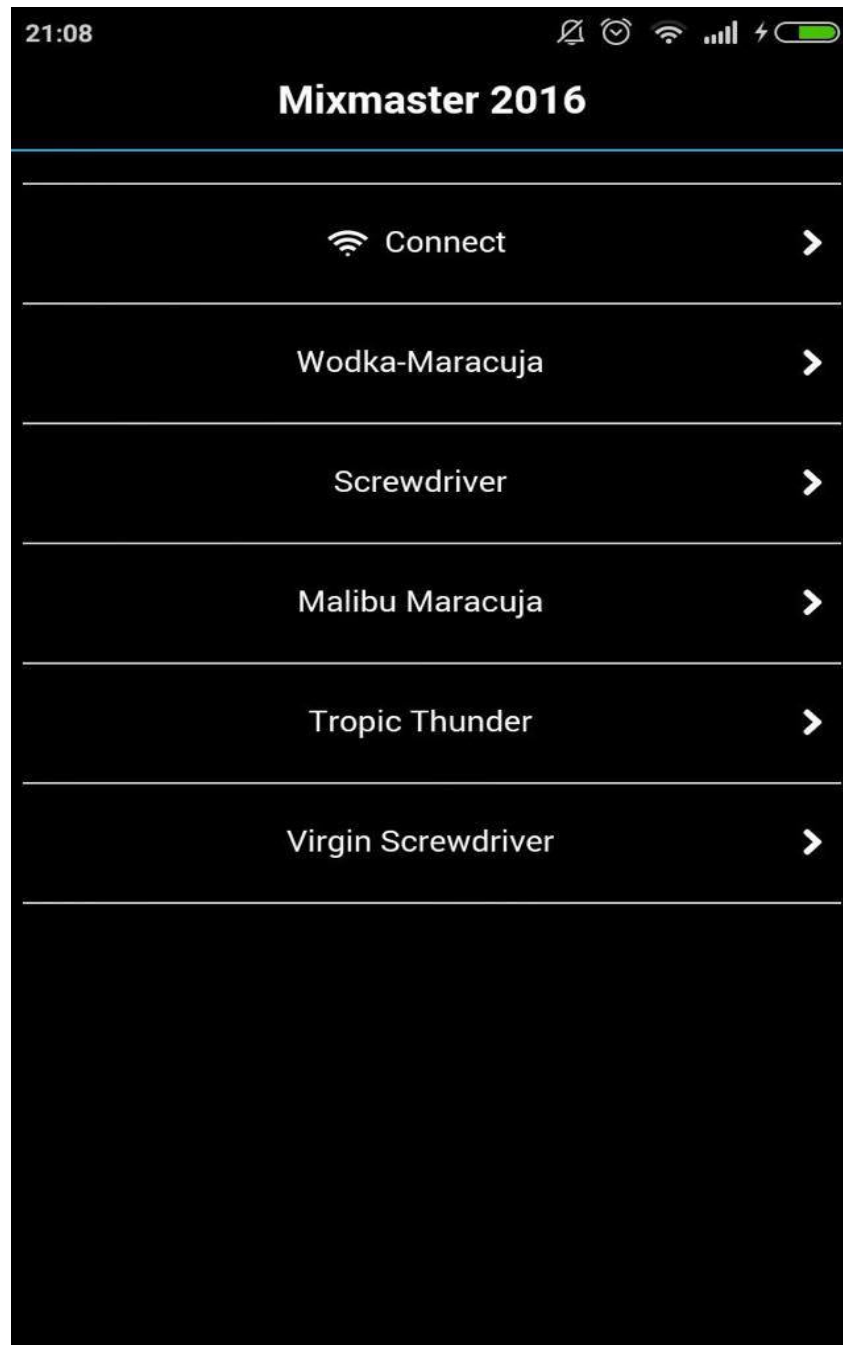 21:08
Mixmaster 2016
Connect
Wodka-Maracuja
Screwdriver
Malibu Maracuja
Tropic Thunder
Virgin Screwdriver